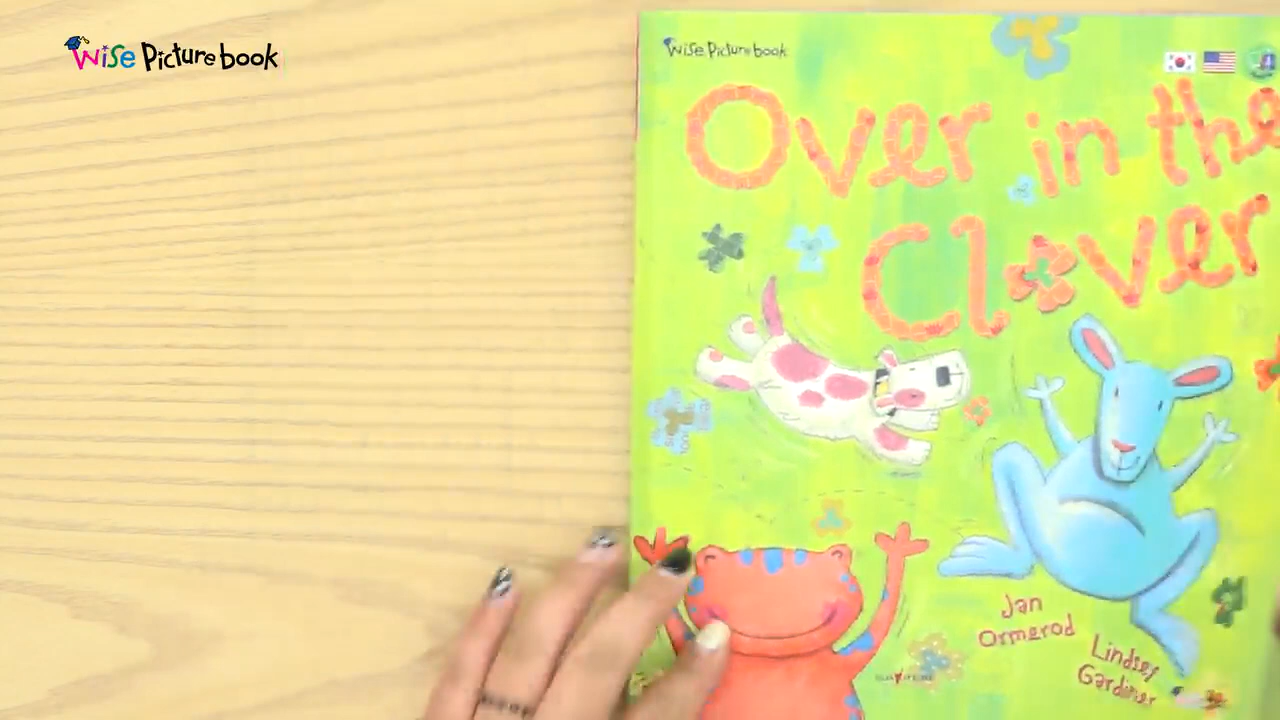 Wise Picture book
Wise Picture book
Over in the
Clover
Jan
Ormerod
Lindsey
Gardiner